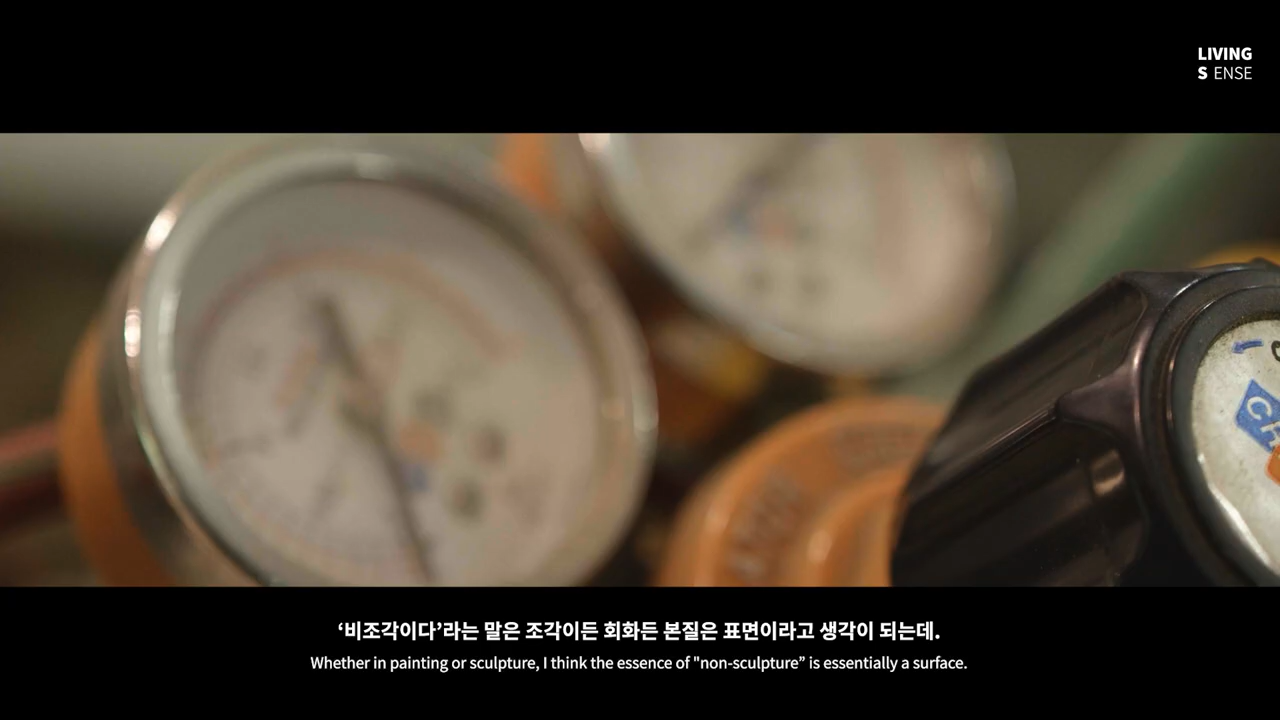 LIVING
S ENSE
‘비조각이다’라는 말은 조각이든 회화든 본질은 표면이라고 생각이 되는데.
Whether in painting or sculpture, I think the essence of "non-sculpture” is essentially a surface.